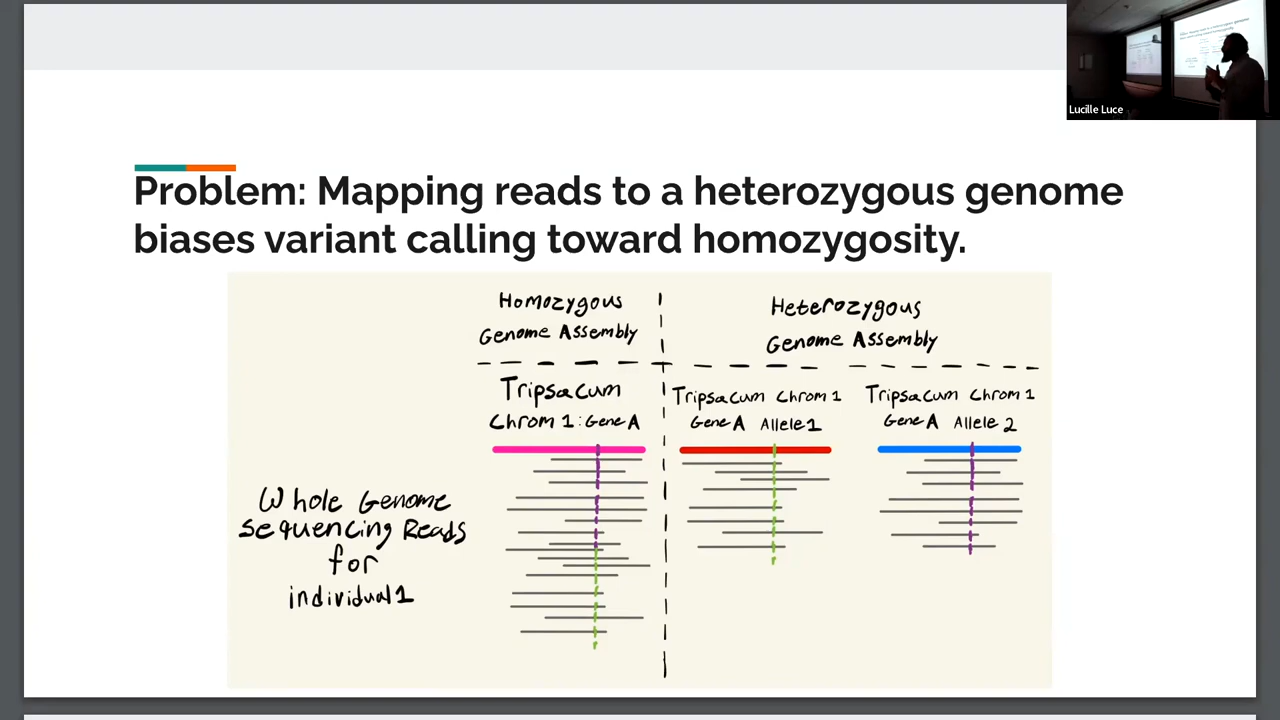 Problem: Mapping reads to a heterozygous genome
biases variant calling toward homozygosity.
Homozygous
Genome Assembly
Heterozygous
Genome Assembly
Tripsacum
Chrom 1: Gene A
Tripsacum Chrom 1
Gene A Allele 1
Tripsacum Chrom 1
Gene A Allele 2
Whole Genome
Sequencing Reads
for
individual 1
Lucille Luce